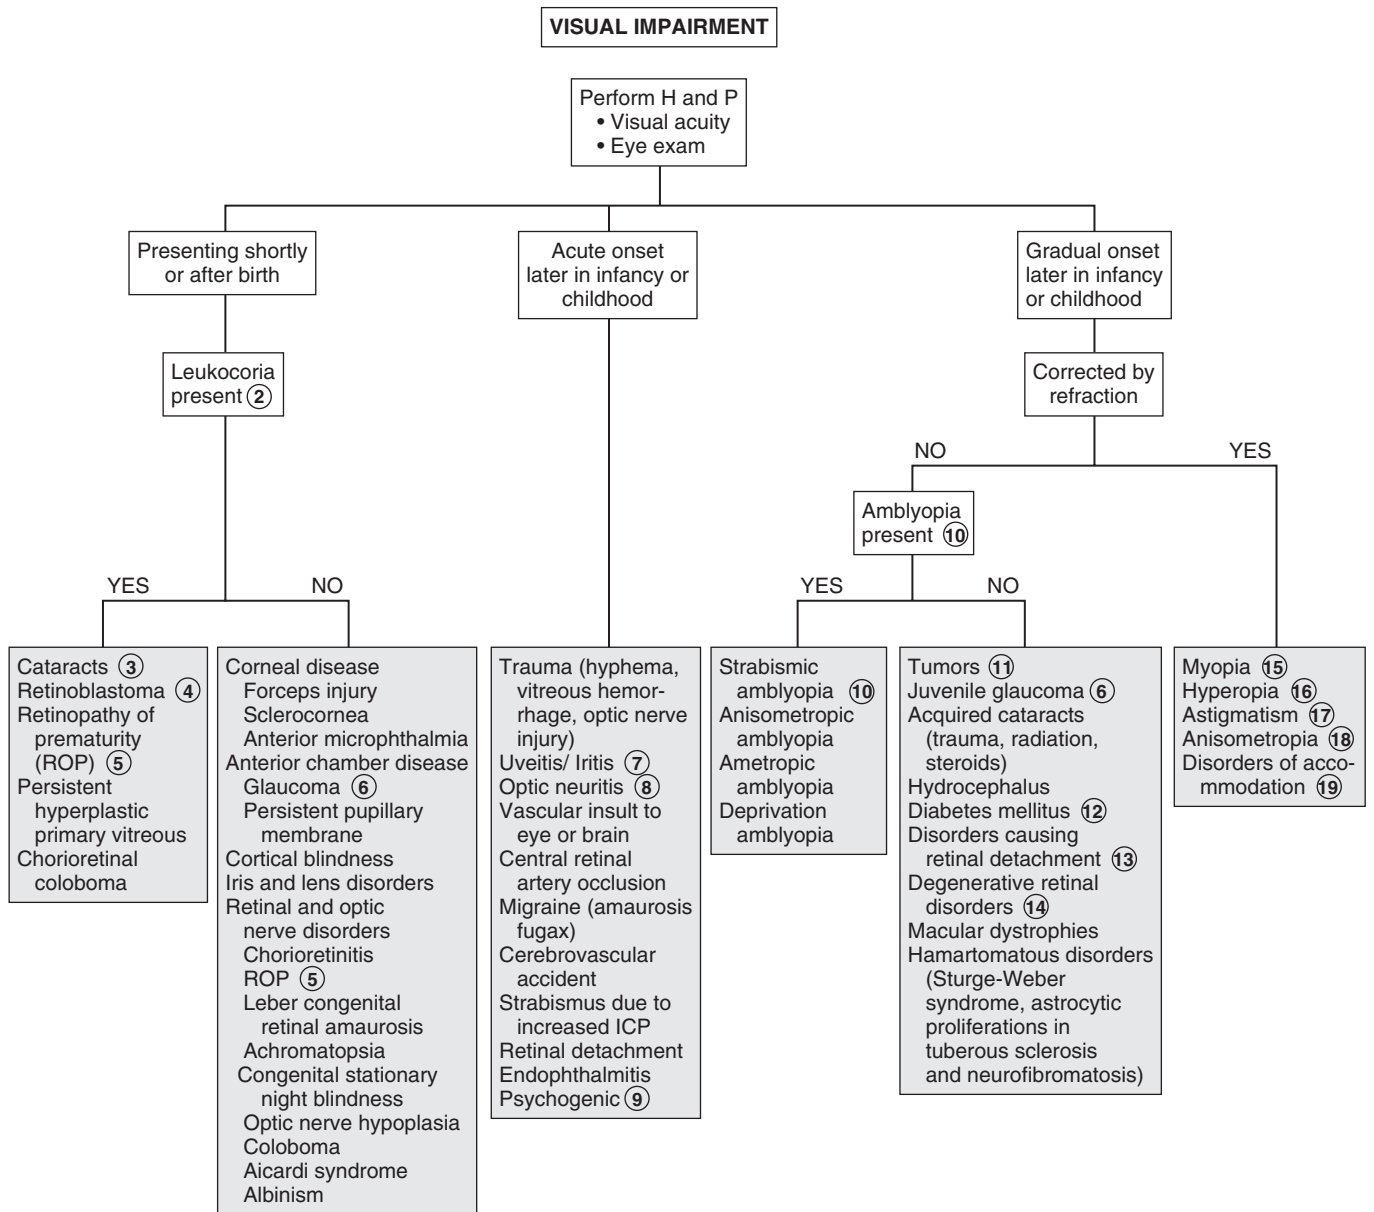 VISUAL IMPAIRMENT
Perform H and P
• Visual acuity
• Eye exam
Presenting shortly
or after birth
Acute onset
later in infancy or
childhood
Gradual onset
later in infancy
or childhood
Leukocoria
present 2
Corrected by
refraction
NO
YES
Amblyopia
present 10
YES
NO
YES
NO
Cataracts 3
Retinoblastoma 4
Retinopathy of
prematurity
(ROP) 5
Persistent
hyperplastic
primary vitreous
Chorioretinal
coloboma
Corneal disease
Forceps injury
Sclerocornea
Anterior microphthalmia
Anterior chamber disease
Glaucoma 6
Persistent pupillary
membrane
Cortical blindness
Iris and lens disorders
Retinal and optic
nerve disorders
Chorioretinitis
ROP 5
Leber congenital
retinal amaurosis
Achromatopsia
Congenital stationary
night blindness
Optic nerve hypoplasia
Coloboma
Aicardi syndrome
Albinism
Trauma (hyphema,
vitreous hemor-
rhage, optic nerve
injury)
Uveitis/ Iritis 7
Optic neuritis 8
Vascular insult to
eye or brain
Central retinal
artery occlusion
Migraine (amaurosis
fugax)
Cerebrovascular
accident
Strabismus due to
increased ICP
Retinal detachment
Endophthalmitis
Psychogenic 9
Strabismic
amblyopia 10
Anisometropic
amblyopia
Ametropic
amblyopia
Deprivation
amblyopia
Tumors 11
Juvenile glaucoma 6
Acquired cataracts
(trauma, radiation,
steroids)
Hydrocephalus
Diabetes mellitus 12
Disorders causing
retinal detachment 13
Degenerative retinal
disorders 14
Macular dystrophies
Hamartomatous disorders
(Sturge-Weber
syndrome, astrocytic
proliferations in
tuberous sclerosis
and neurofibromatosis)
Myopia 15
Hyperopia 16
Astigmatism 17
Anisometropia 18
Disorders of acco-
mmodation 19